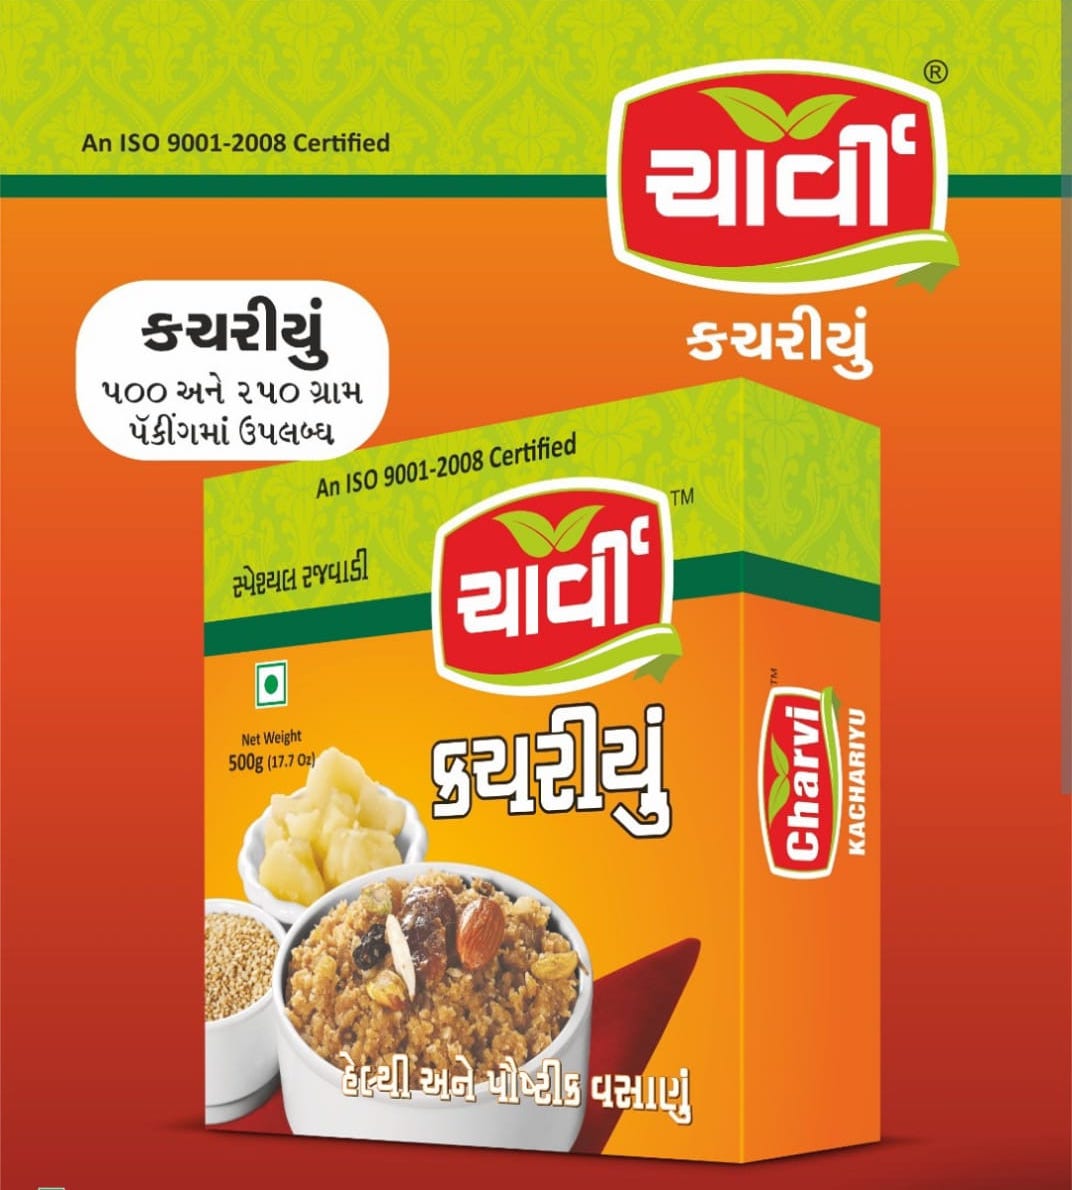 An ISO 9001-2008 Certified
ચાર્વી
®
કચરીયું
કચરીયું
૫૦૦ અને ૨૫૦ ગ્રામ
પૅકીંગમાં ઉપલબ્ધ
An ISO 9001-2008 Certified
ચાર્વી
TM
સ્પેશ્યલ રજવાડી
Net Weight
500g (17.7 Oz)
કચરીયું
TM
Charvi
KACHARIYU
હેલ્થી અને પૌષ્ટીક વસાણું